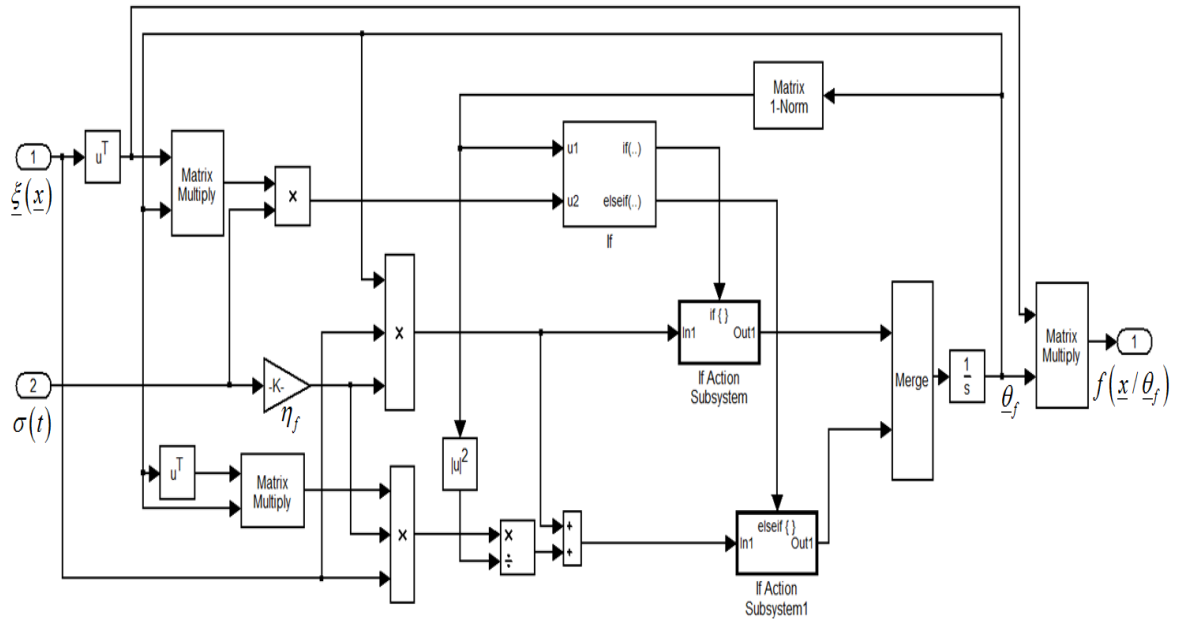 Matrix
1-Norm
1
u^T
ξ(x)
Matrix
Multiply
×
u1
if(..)
u2
elseif(..)
If
×
if { }
In1
Out1
If Action
Subsystem
Merge
1
s
θ_f
Matrix
Multiply
1
f(x/θ_f)
2
σ(t)
-K-
η_f
u^T
Matrix
Multiply
|u|^2
×
×
÷
+
+
elseif { }
In1
Out1
If Action
Subsystem1